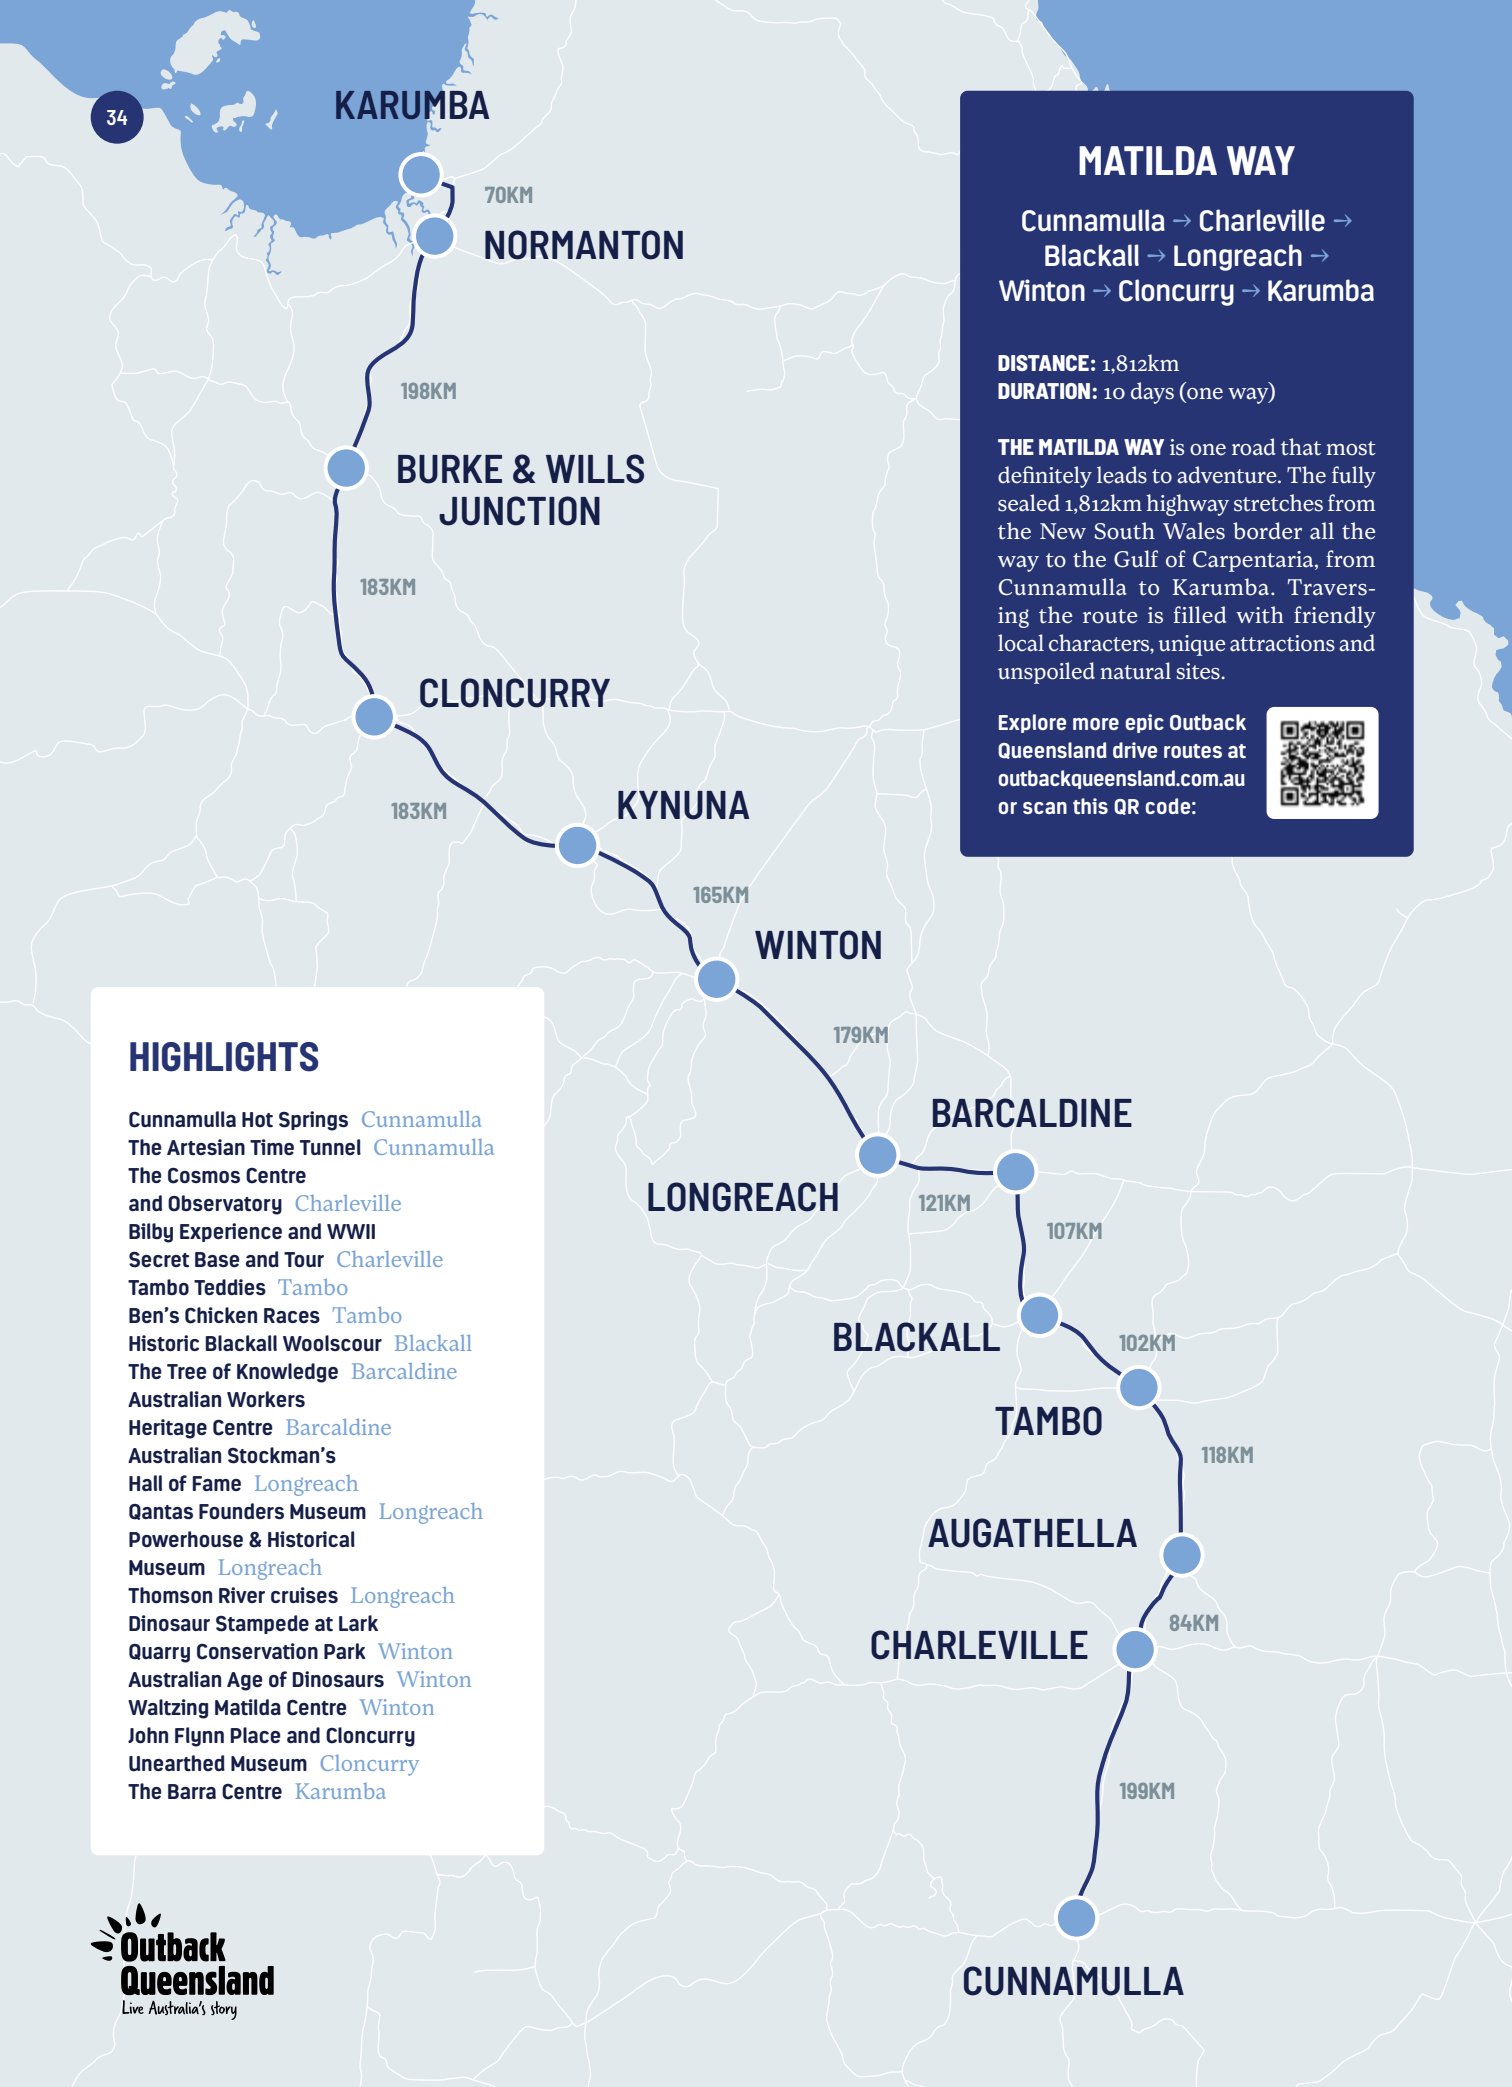 34
KARUMBA
70KM
NORMANTON
198KM
BURKE & WILLS
JUNCTION
183KM
CLONCURRY
183KM
KYNUNA
165KM
WINTON
179KM
BARCALDINE
LONGREACH
121KM
107KM
BLACKALL
102KM
TAMBO
118KM
AUGATHELLA
84KM
CHARLEVILLE
199KM
CUNNAMULLA
MATILDA WAY
Cunnamulla → Charleville →
Blackall → Longreach →
Winton → Cloncurry → Karumba
DISTANCE: 1,812km
DURATION: 10 days (one way)
THE MATILDA WAY is one road that most
definitely leads to adventure. The fully
sealed 1,812km highway stretches from
the New South Wales border all the
way to the Gulf of Carpentaria, from
Cunnamulla to Karumba. Travers-
ing the route is filled with friendly
local characters, unique attractions and
unspoiled natural sites.
Explore more epic Outback
Queensland drive routes at
outbackqueensland.com.au
or scan this QR code:
HIGHLIGHTS
Cunnamulla Hot Springs Cunnamulla
The Artesian Time Tunnel Cunnamulla
The Cosmos Centre
and Observatory Charleville
Bilby Experience and WWII
Secret Base and Tour Charleville
Tambo Teddies Tambo
Ben's Chicken Races Tambo
Historic Blackall Woolscour Blackall
The Tree of Knowledge Barcaldine
Australian Workers
Heritage Centre Barcaldine
Australian Stockman's
Hall of Fame Longreach
Qantas Founders Museum Longreach
Powerhouse & Historical
Museum Longreach
Thomson River cruises Longreach
Dinosaur Stampede at Lark
Quarry Conservation Park Winton
Australian Age of Dinosaurs Winton
Waltzing Matilda Centre Winton
John Flynn Place and Cloncurry
Unearthed Museum Cloncurry
The Barra Centre Karumba
Outback
Queensland
Live Australia's story